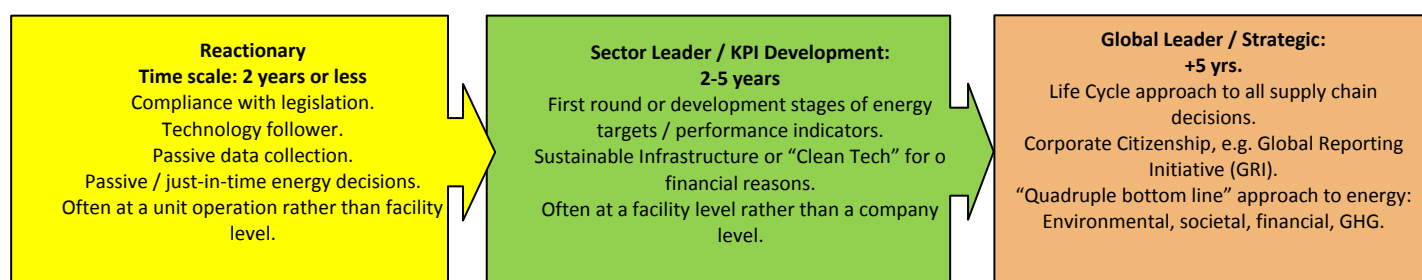 Reactionary
Time scale: 2 years or less
Compliance with legislation.
Technology follower.
Passive data collection.
Passive / just-in-time energy decisions.
Often at a unit operation rather than facility
level.
Sector Leader / KPI Development:
2-5 years
First round or development stages of energy
targets / performance indicators.
Sustainable Infrastructure or “Clean Tech” for o
financial reasons.
Often at a facility level rather than a company
level.
Global Leader / Strategic:
+5 yrs.
Life Cycle approach to all supply chain
decisions.
Corporate Citizenship, e.g. Global Reporting
Initiative (GRI).
“Quadruple bottom line” approach to energy:
Environmental, societal, financial, GHG.